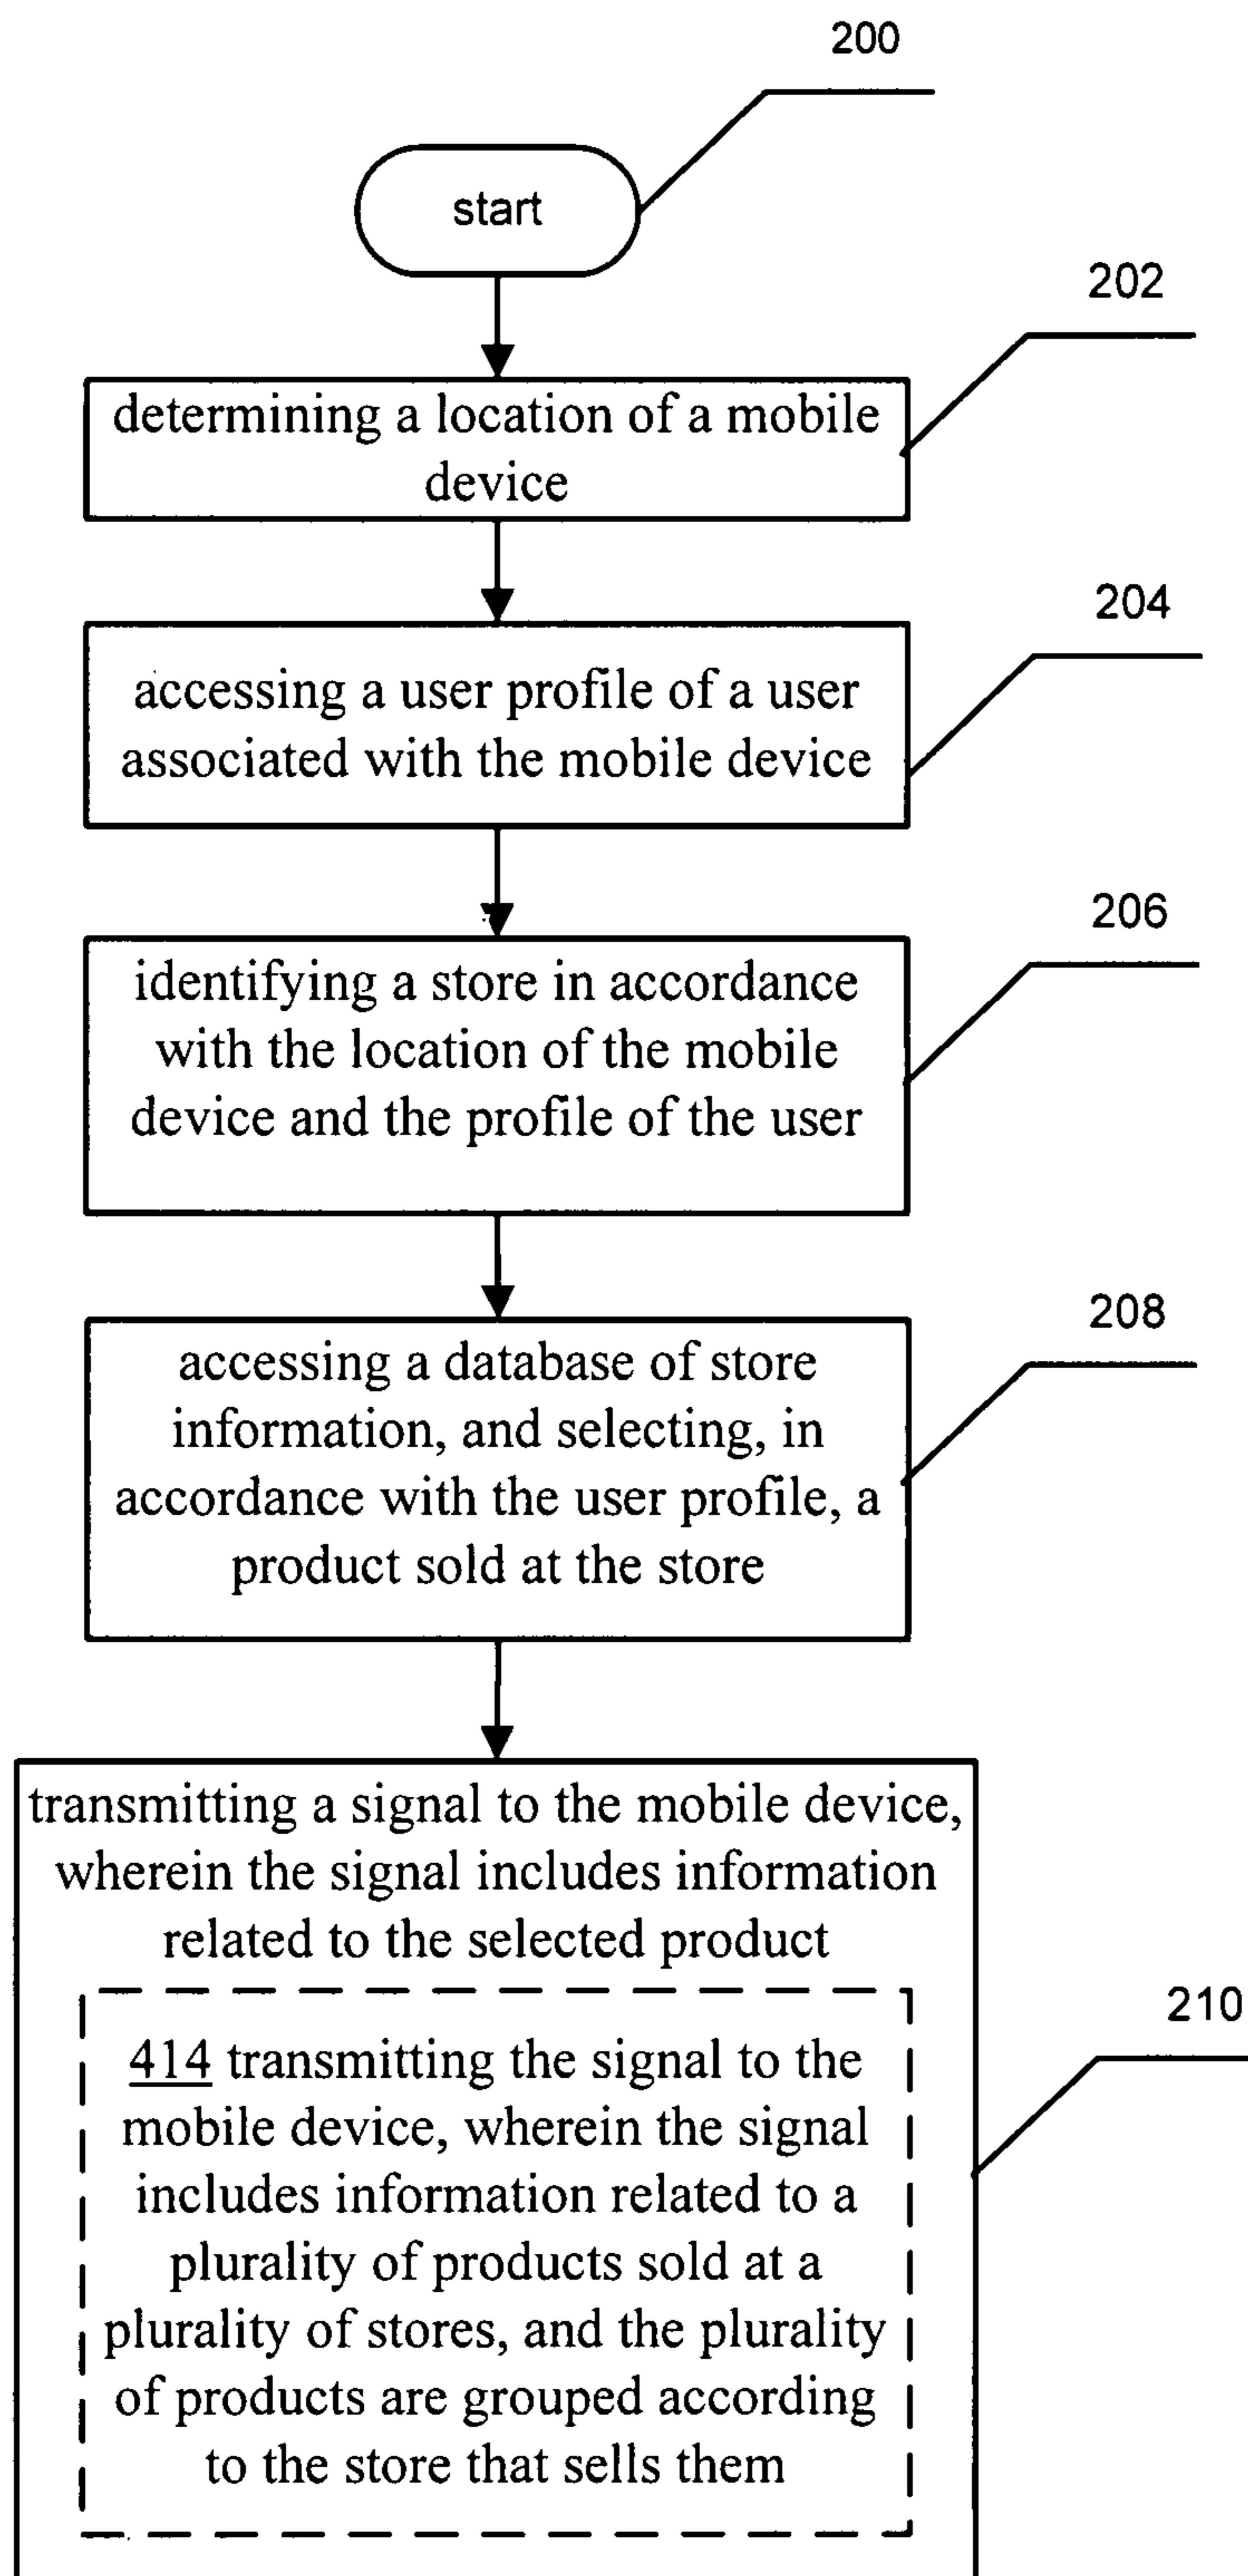 200
start
202
determining a location of a mobile
device
204
accessing a user profile of a user
associated with the mobile device
206
identifying a store in accordance
with the location of the mobile
device and the profile of the user
208
accessing a database of store
information, and selecting, in
accordance with the user profile, a
product sold at the store
transmitting a signal to the mobile device,
wherein the signal includes information
related to the selected product
210
414 transmitting the signal to the
mobile device, wherein the signal
includes information related to a
plurality of products sold at a
plurality of stores, and the plurality
of products are grouped according
to the store that sells them